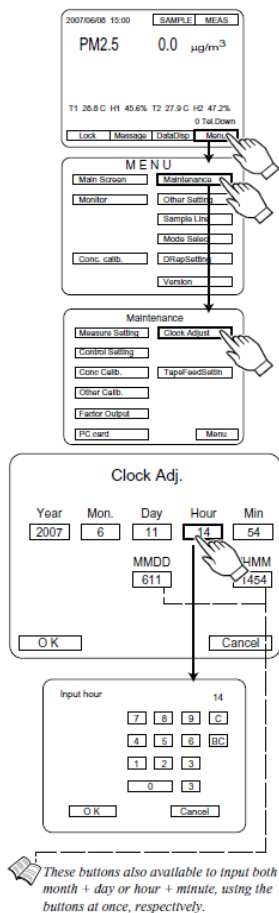 2007/06/06 15:00 SAMPLE MEAS
PM2.5 0.0 µg/m3
T1 28.8 C H1 45.6% T2 27.9 C H2 47.2%
0 Tel.Down
Lock Message DataDisp Menu
MENU
Main Screen Maintenance
Monitor Other Setting
Sample Line
Mode Select
Conc. calib. DRepSetting
Version
Maintenance
Measure Setting Clock Adjust
Control Setting
Conc Calib. TapeFeedSettin
Other Calib.
Factor Output
PC card Menu
Clock Adj.
Year Mon. Day Hour Min
2007 6 11 14 54
MMDD HHMM
611 1454
O K Cancel
Input hour 14
7 8 9 C
4 5 6 BC
1 2 3
0 3
O K Cancel
These buttons also available to input both
month + day or hour + minute, using the
buttons at once, respectively.